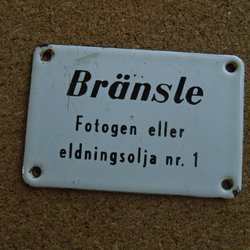 Bränsle
Fotogen eller
eldningsolja nr. 1